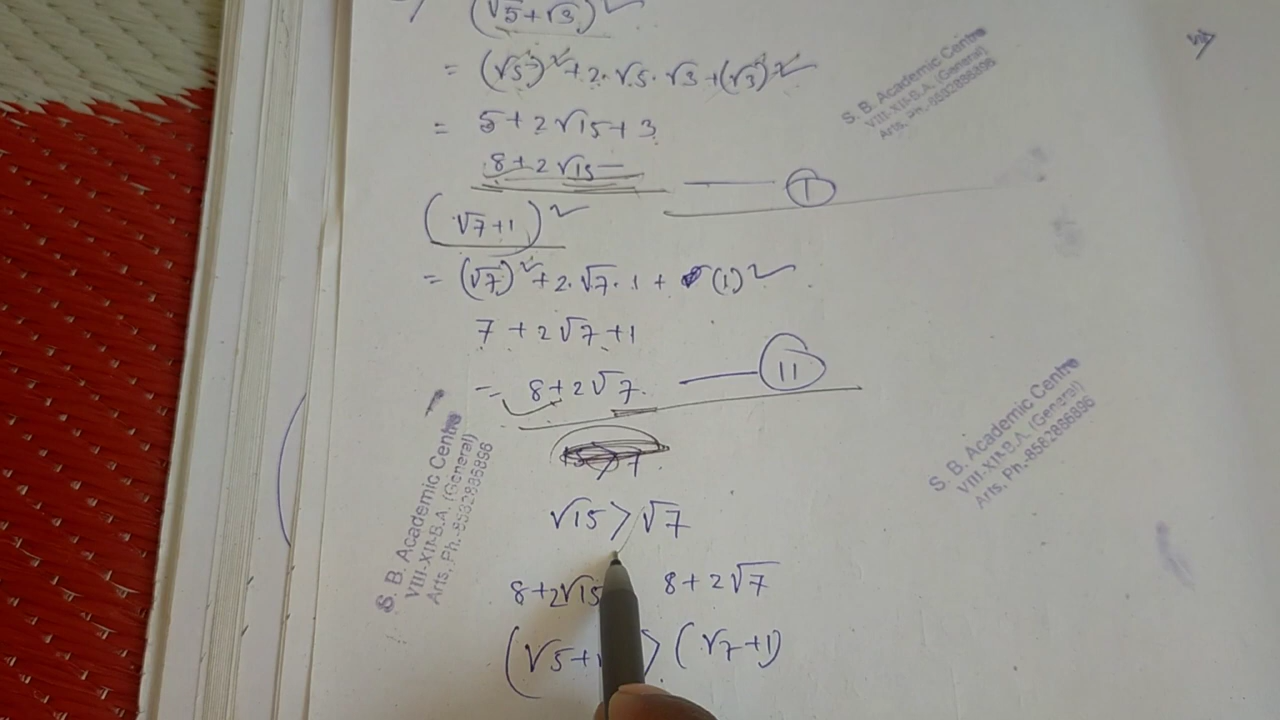 (√5+√3)²
= (√5)²+2.√5.√3+(√3)²
= 5+2√15+3
8+2√15 — I
(√7+1)²
= (√7)²+2.√7.1+ (1)²
7+2√7+1
= 8+2√7. — II
√15>√7
8+2√15 8+2√7
(√5+ > (√7+1)
S. B. Academic Centre
VIII-XII-B.A. (General)
Arts, Ph.-8582886896
S. B. Academic Centre
VIII-XII-B.A. (General)
Arts, Ph.-8582886896
S. B. Academic Centre
VIII-XII-B.A. (General)
Arts, Ph.-8582886896